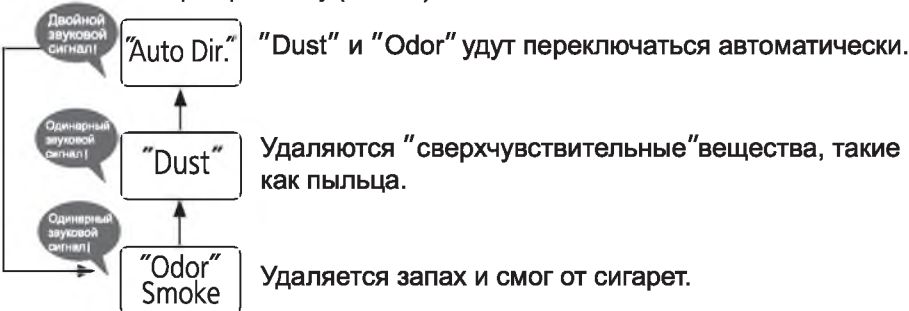 Двойной
звуковой
сигнал!
"Auto Dir."
"Dust" и "Odor" удут переключаться автоматически.
Одинарный
звуковой
сигнал!
"Dust"
Удаляются "сверхчувствительные"вещества, такие
как пыльца.
Одинарный
звуковой
сигнал!
"Odor"
Smoke
Удаляется запах и смог от сигарет.